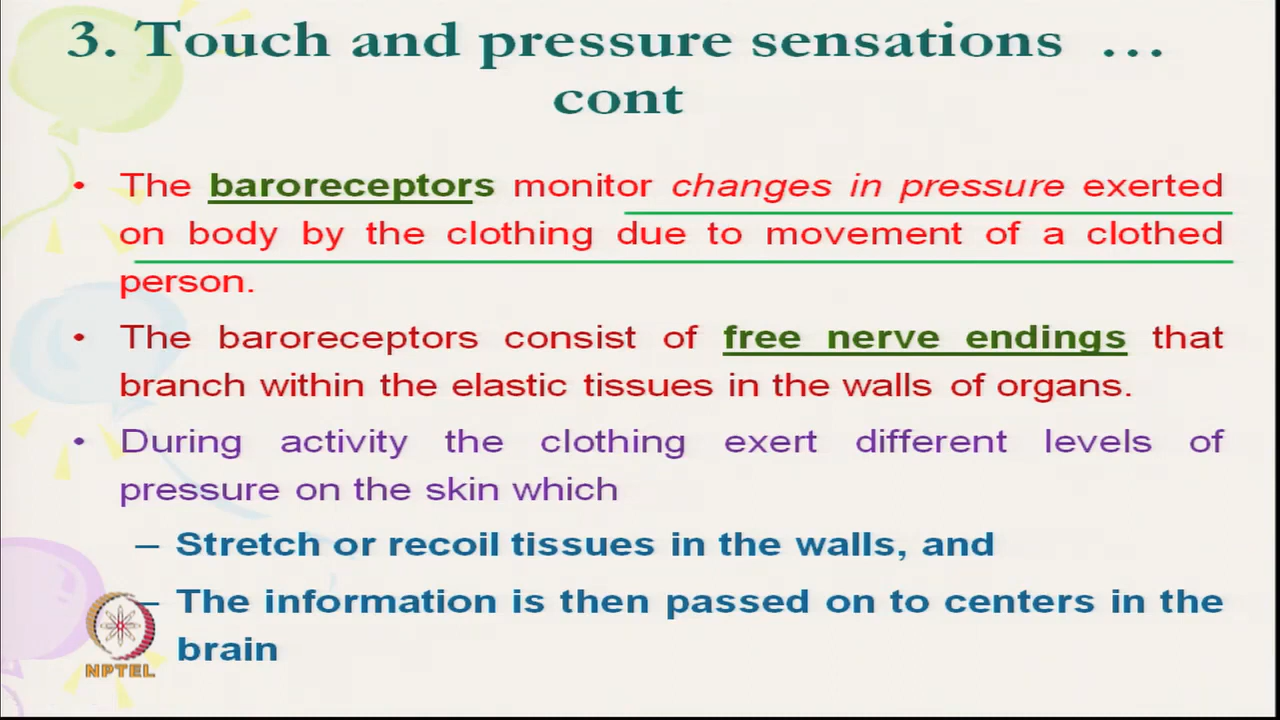 3. Touch and pressure sensations ...
cont
• The baroreceptors monitor changes in pressure exerted
on body by the clothing due to movement of a clothed
person.
• The baroreceptors consist of free nerve endings that
branch within the elastic tissues in the walls of organs.
• During activity the clothing exert different levels of
pressure on the skin which
– Stretch or recoil tissues in the walls, and
– The information is then passed on to centers in the
brain
NPTEL